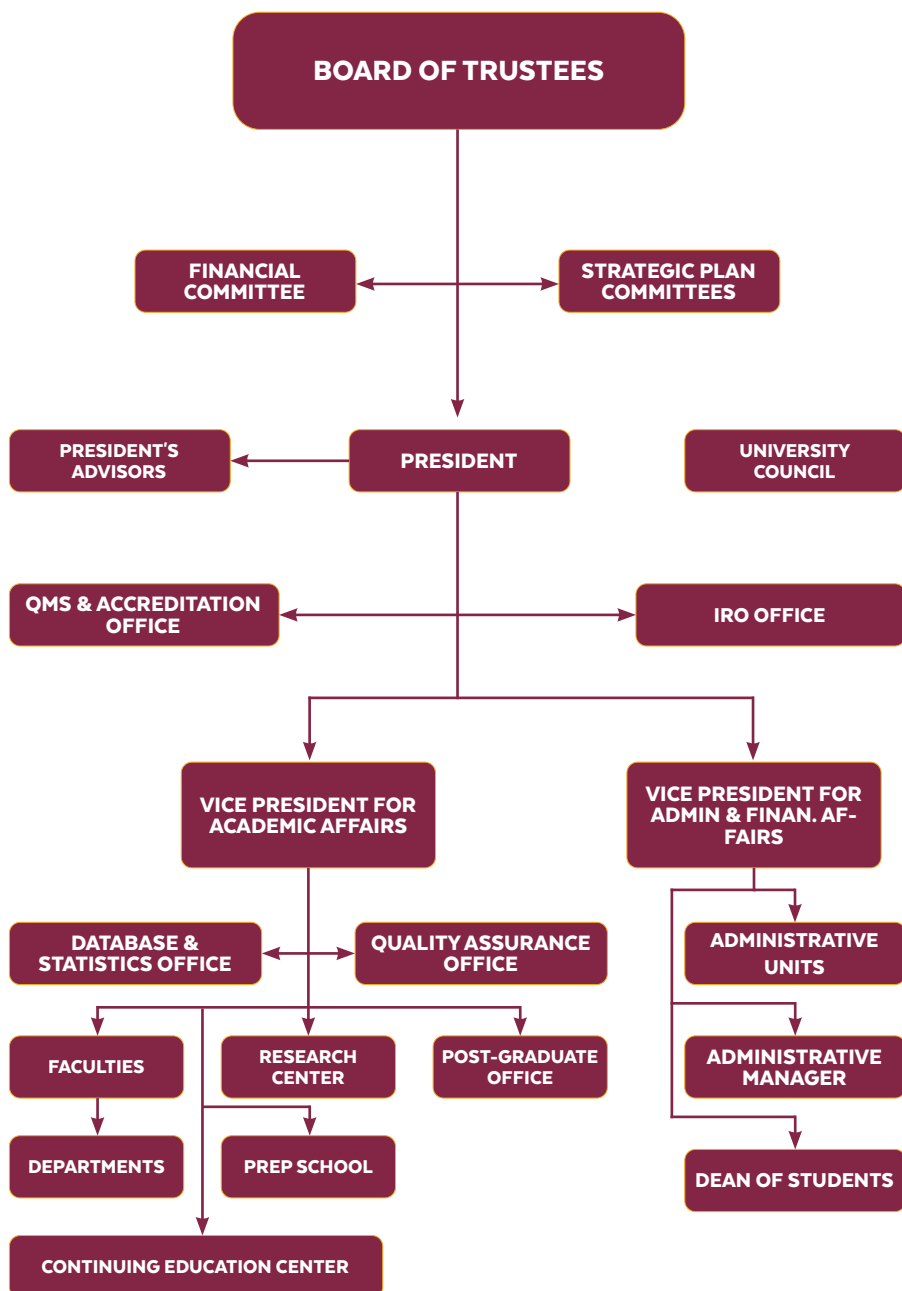 BOARD OF TRUSTEES
FINANCIAL
COMMITTEE
STRATEGIC PLAN
COMMITTEES
PRESIDENT'S
ADVISORS
PRESIDENT
UNIVERSITY
COUNCIL
QMS & ACCREDITATION
OFFICE
IRO OFFICE
VICE PRESIDENT FOR
ACADEMIC AFFAIRS
VICE PRESIDENT FOR
ADMIN & FINAN. AF-
FAIRS
DATABASE &
STATISTICS OFFICE
QUALITY ASSURANCE
OFFICE
ADMINISTRATIVE
UNITS
FACULTIES
RESEARCH
CENTER
POST-GRADUATE
OFFICE
ADMINISTRATIVE
MANAGER
DEPARTMENTS
PREP SCHOOL
DEAN OF STUDENTS
CONTINUING EDUCATION CENTER